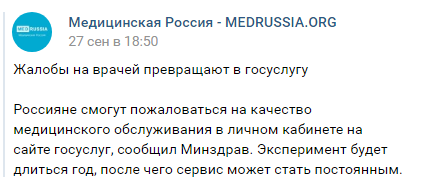 MEDRUSSIA
Медицинская Россия - MEDRUSSIA.ORG
27 сен в 18:50
Жалобы на врачей превращают в госуслугу
Россияне смогут пожаловаться на качество
медицинского обслуживания в личном кабинете на
сайте госуслуг, сообщил Минздрав. Эксперимент будет
длиться год, после чего сервис может стать постоянным.